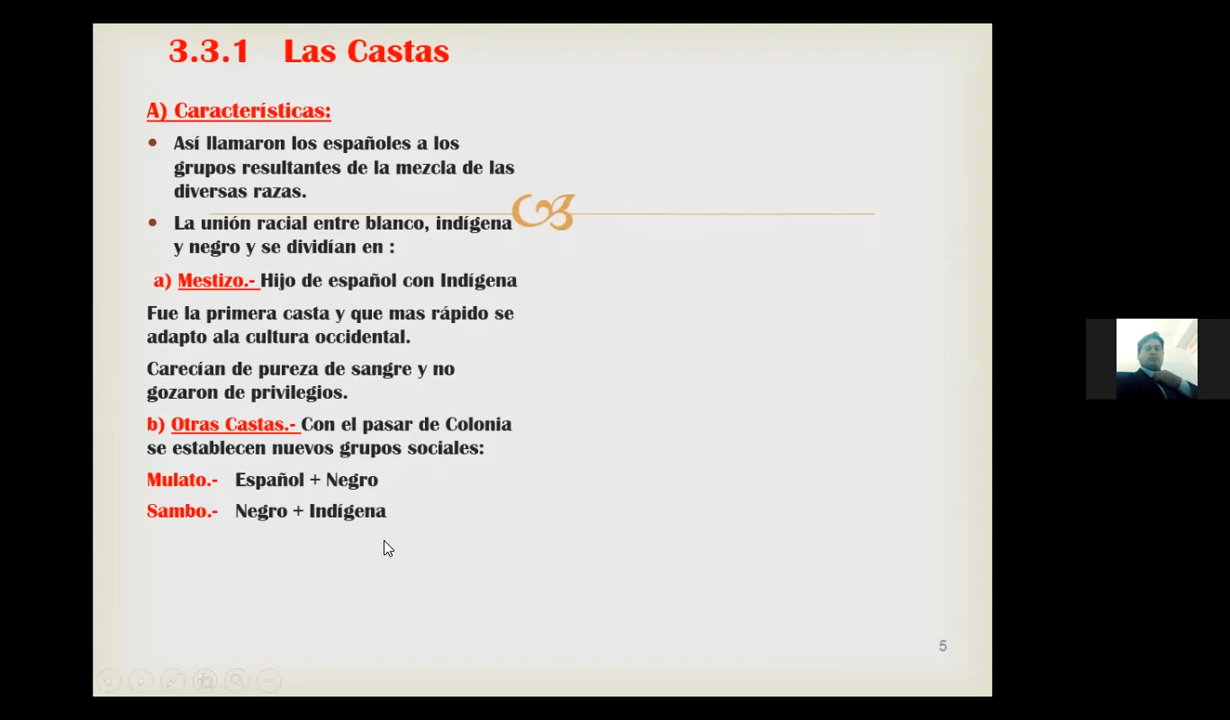 3.3.1 Las Castas
A) Características:
• Así llamaron los españoles a los
grupos resultantes de la mezcla de las
diversas razas.
• La unión racial entre blanco, indígena
y negro y se dividían en :
a) Mestizo.- Hijo de español con Indígena
Fue la primera casta y que mas rápido se
adapto ala cultura occidental.
Carecían de pureza de sangre y no
gozaron de privilegios.
b) Otras Castas.- Con el pasar de Colonia
se establecen nuevos grupos sociales:
Mulato.- Español + Negro
Sambo.- Negro + Indígena
5